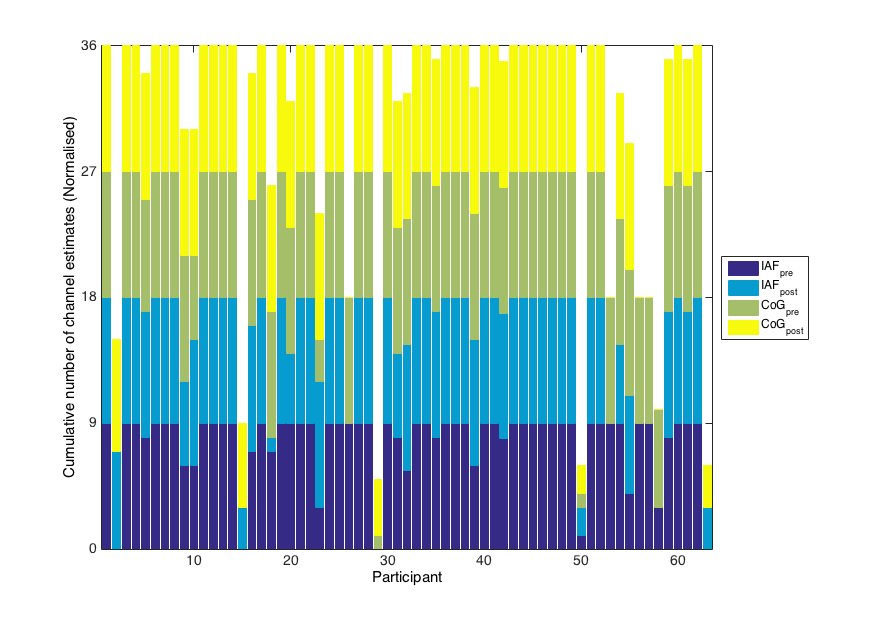 36
27
18
9
0
Cumulative number of channel estimates (Normalised)
10 20 30 40 50 60
Participant
IAFpre
IAFpost
CoGpre
CoGpost